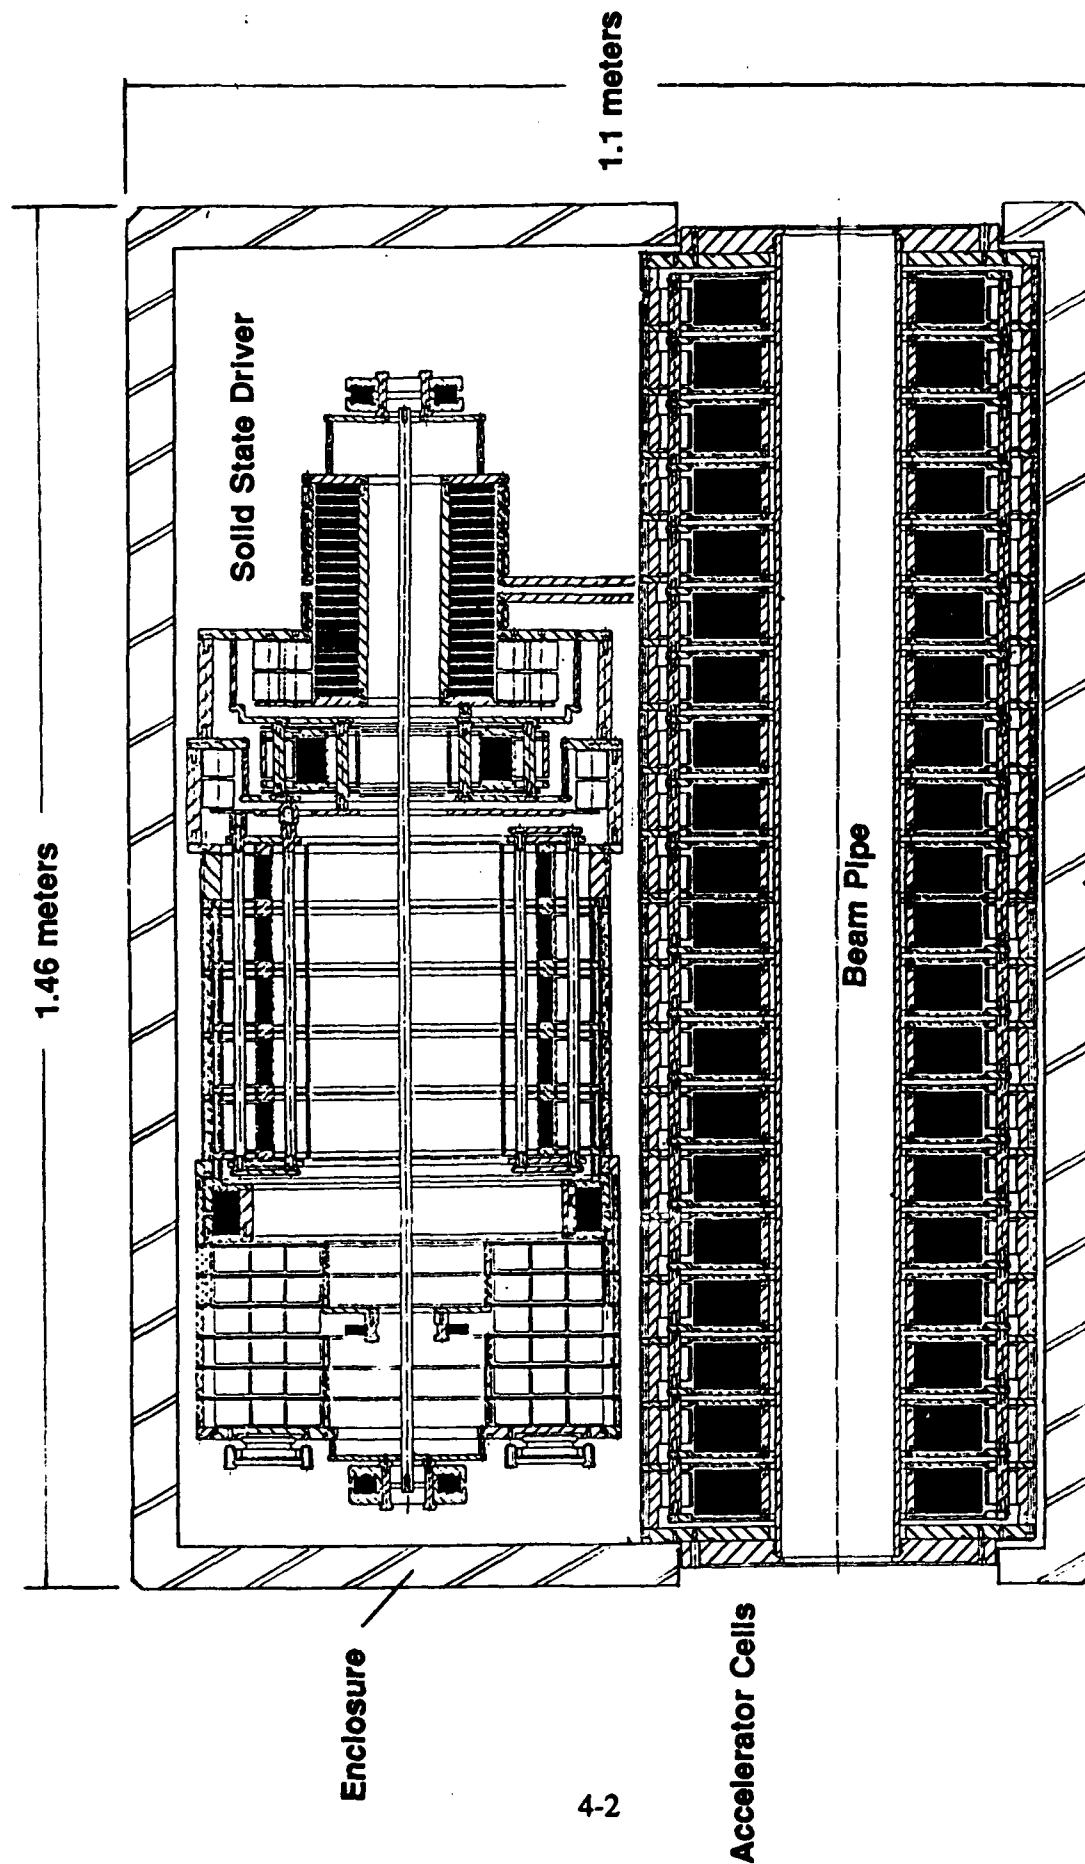 1.46 meters
1.1 meters
Solid State Driver
Beam Pipe
Enclosure
Accelerator Cells
4-2